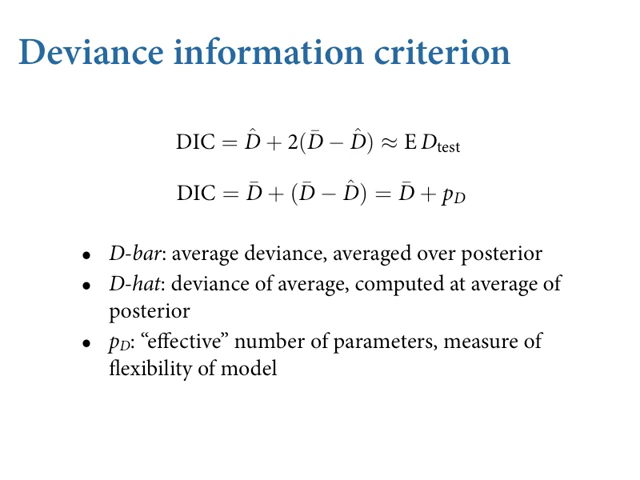 Deviance information criterion
DIC = D̂ + 2(D̄ − D̂) ≈ E D_test
DIC = D̄ + (D̄ − D̂) = D̄ + p_D
• D-bar: average deviance, averaged over posterior
• D-hat: deviance of average, computed at average of
posterior
• p_D: “effective” number of parameters, measure of
flexibility of model